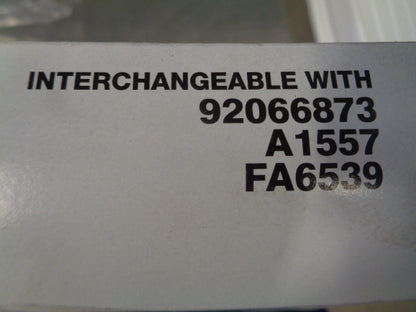 INTERCHANGEABLE WITH
92066873
A1557
FA6539